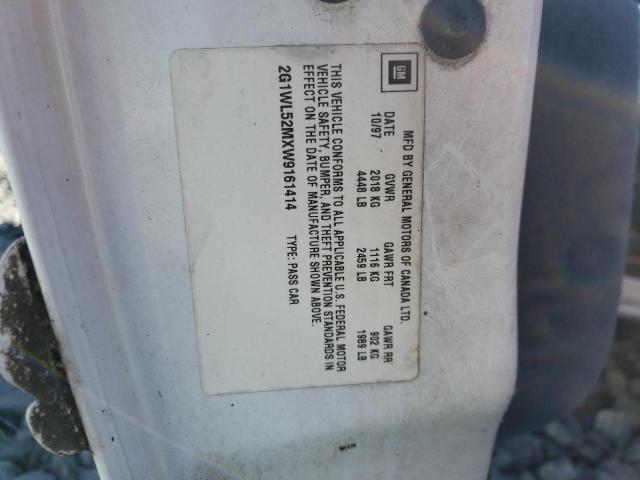 GM
MFD BY GENERAL MOTORS OF CANADA LTD.
DATE GVWR GAWR FRT GAWR RR
10/97 2018 KG 1116 KG 902 KG
4448 LB 2459 LB 1989 LB
THIS VEHICLE CONFORMS TO ALL APPLICABLE U.S. FEDERAL MOTOR
VEHICLE SAFETY, BUMPER, AND THEFT PREVENTION STANDARDS IN
EFFECT ON THE DATE OF MANUFACTURE SHOWN ABOVE.
2G1WL52MXW9161414 TYPE: PASS CAR